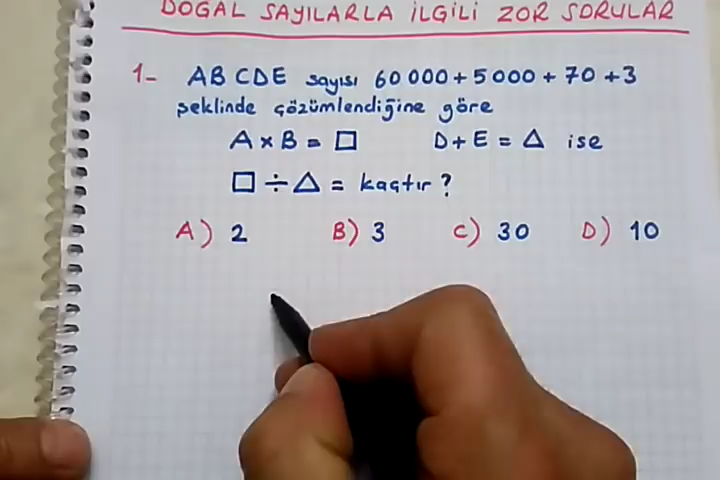 DOĞAL SAYILARLA İLGİLİ ZOR SORULAR
1- ABCDE sayısı 60 000 + 5 000 + 70 + 3
şeklinde çözümlendiğine göre
A x B = □ D + E = △ ise
□ ÷ △ = kaçtır ?
A) 2 B) 3 C) 30 D) 10